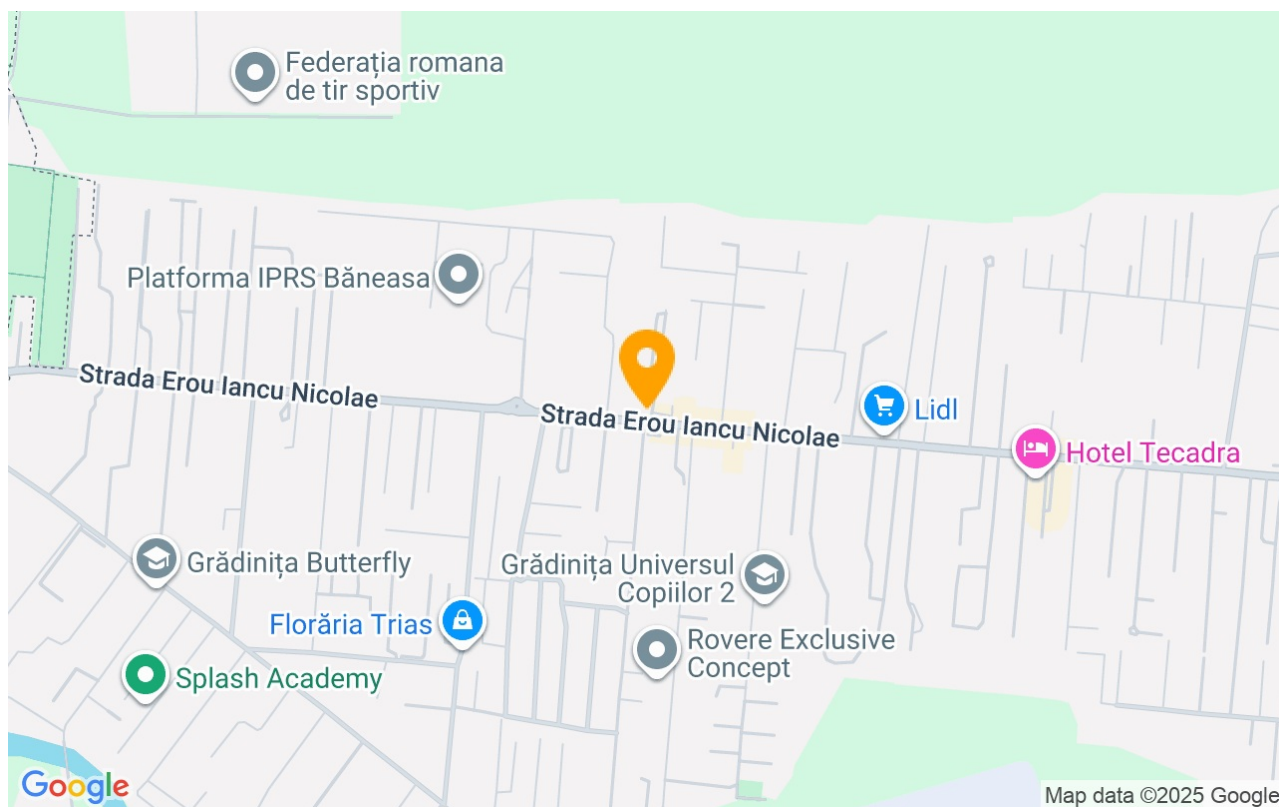 Federația romana
de tir sportiv
Platforma IPRS Băneasa
Strada Erou Iancu Nicolae
Strada Erou Iancu Nicolae
Lidl
Hotel Tecadra
Grădinița Butterfly
Grădinița Universul
Copiilor 2
Florăria Trias
Rovere Exclusive
Concept
Splash Academy
Google
Map data ©2025 Google